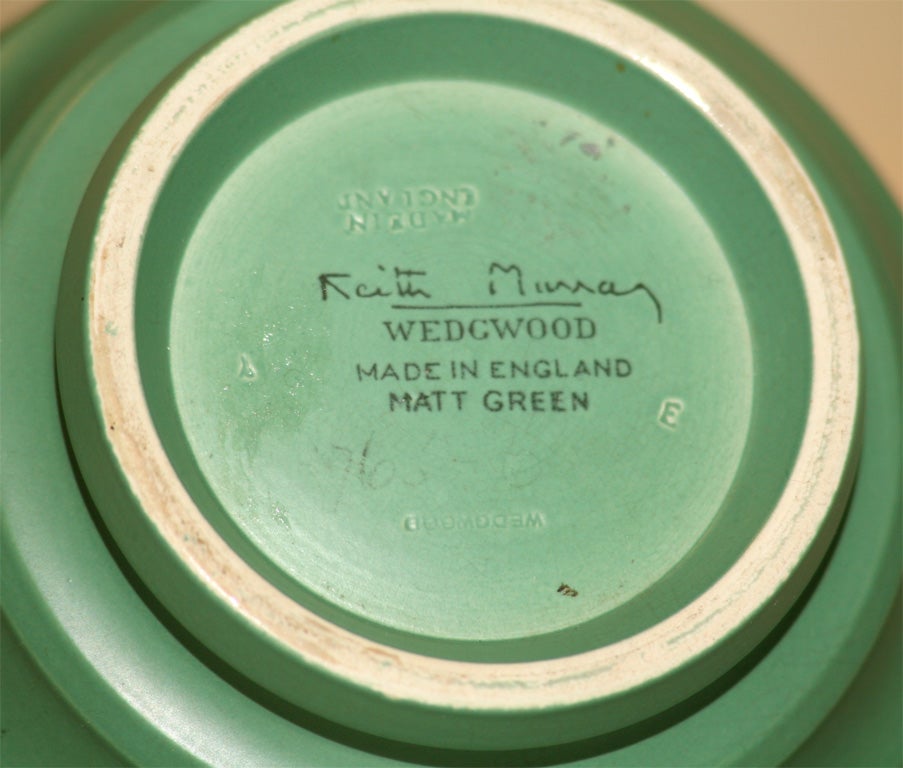 MADE IN
ENGLAND
Keith Murray
WEDGWOOD
MADE IN ENGLAND
MATT GREEN
E
WEDGWOOD